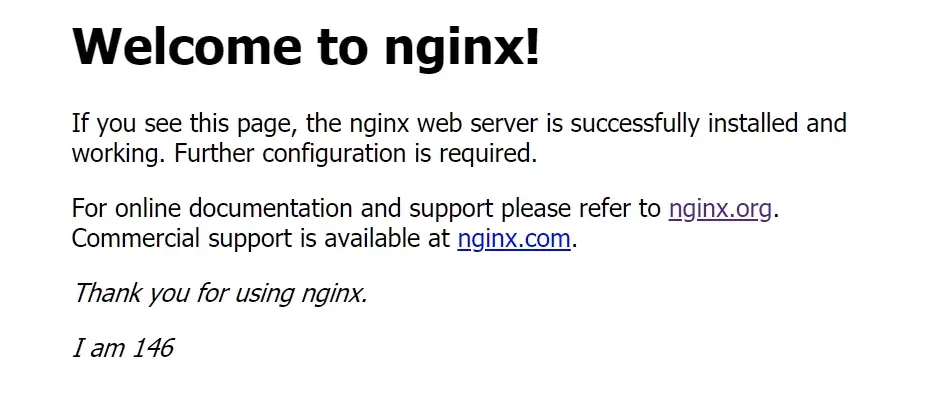 Welcome to nginx!
If you see this page, the nginx web server is successfully installed and
working. Further configuration is required.
For online documentation and support please refer to nginx.org.
Commercial support is available at nginx.com.
Thank you for using nginx.
I am 146